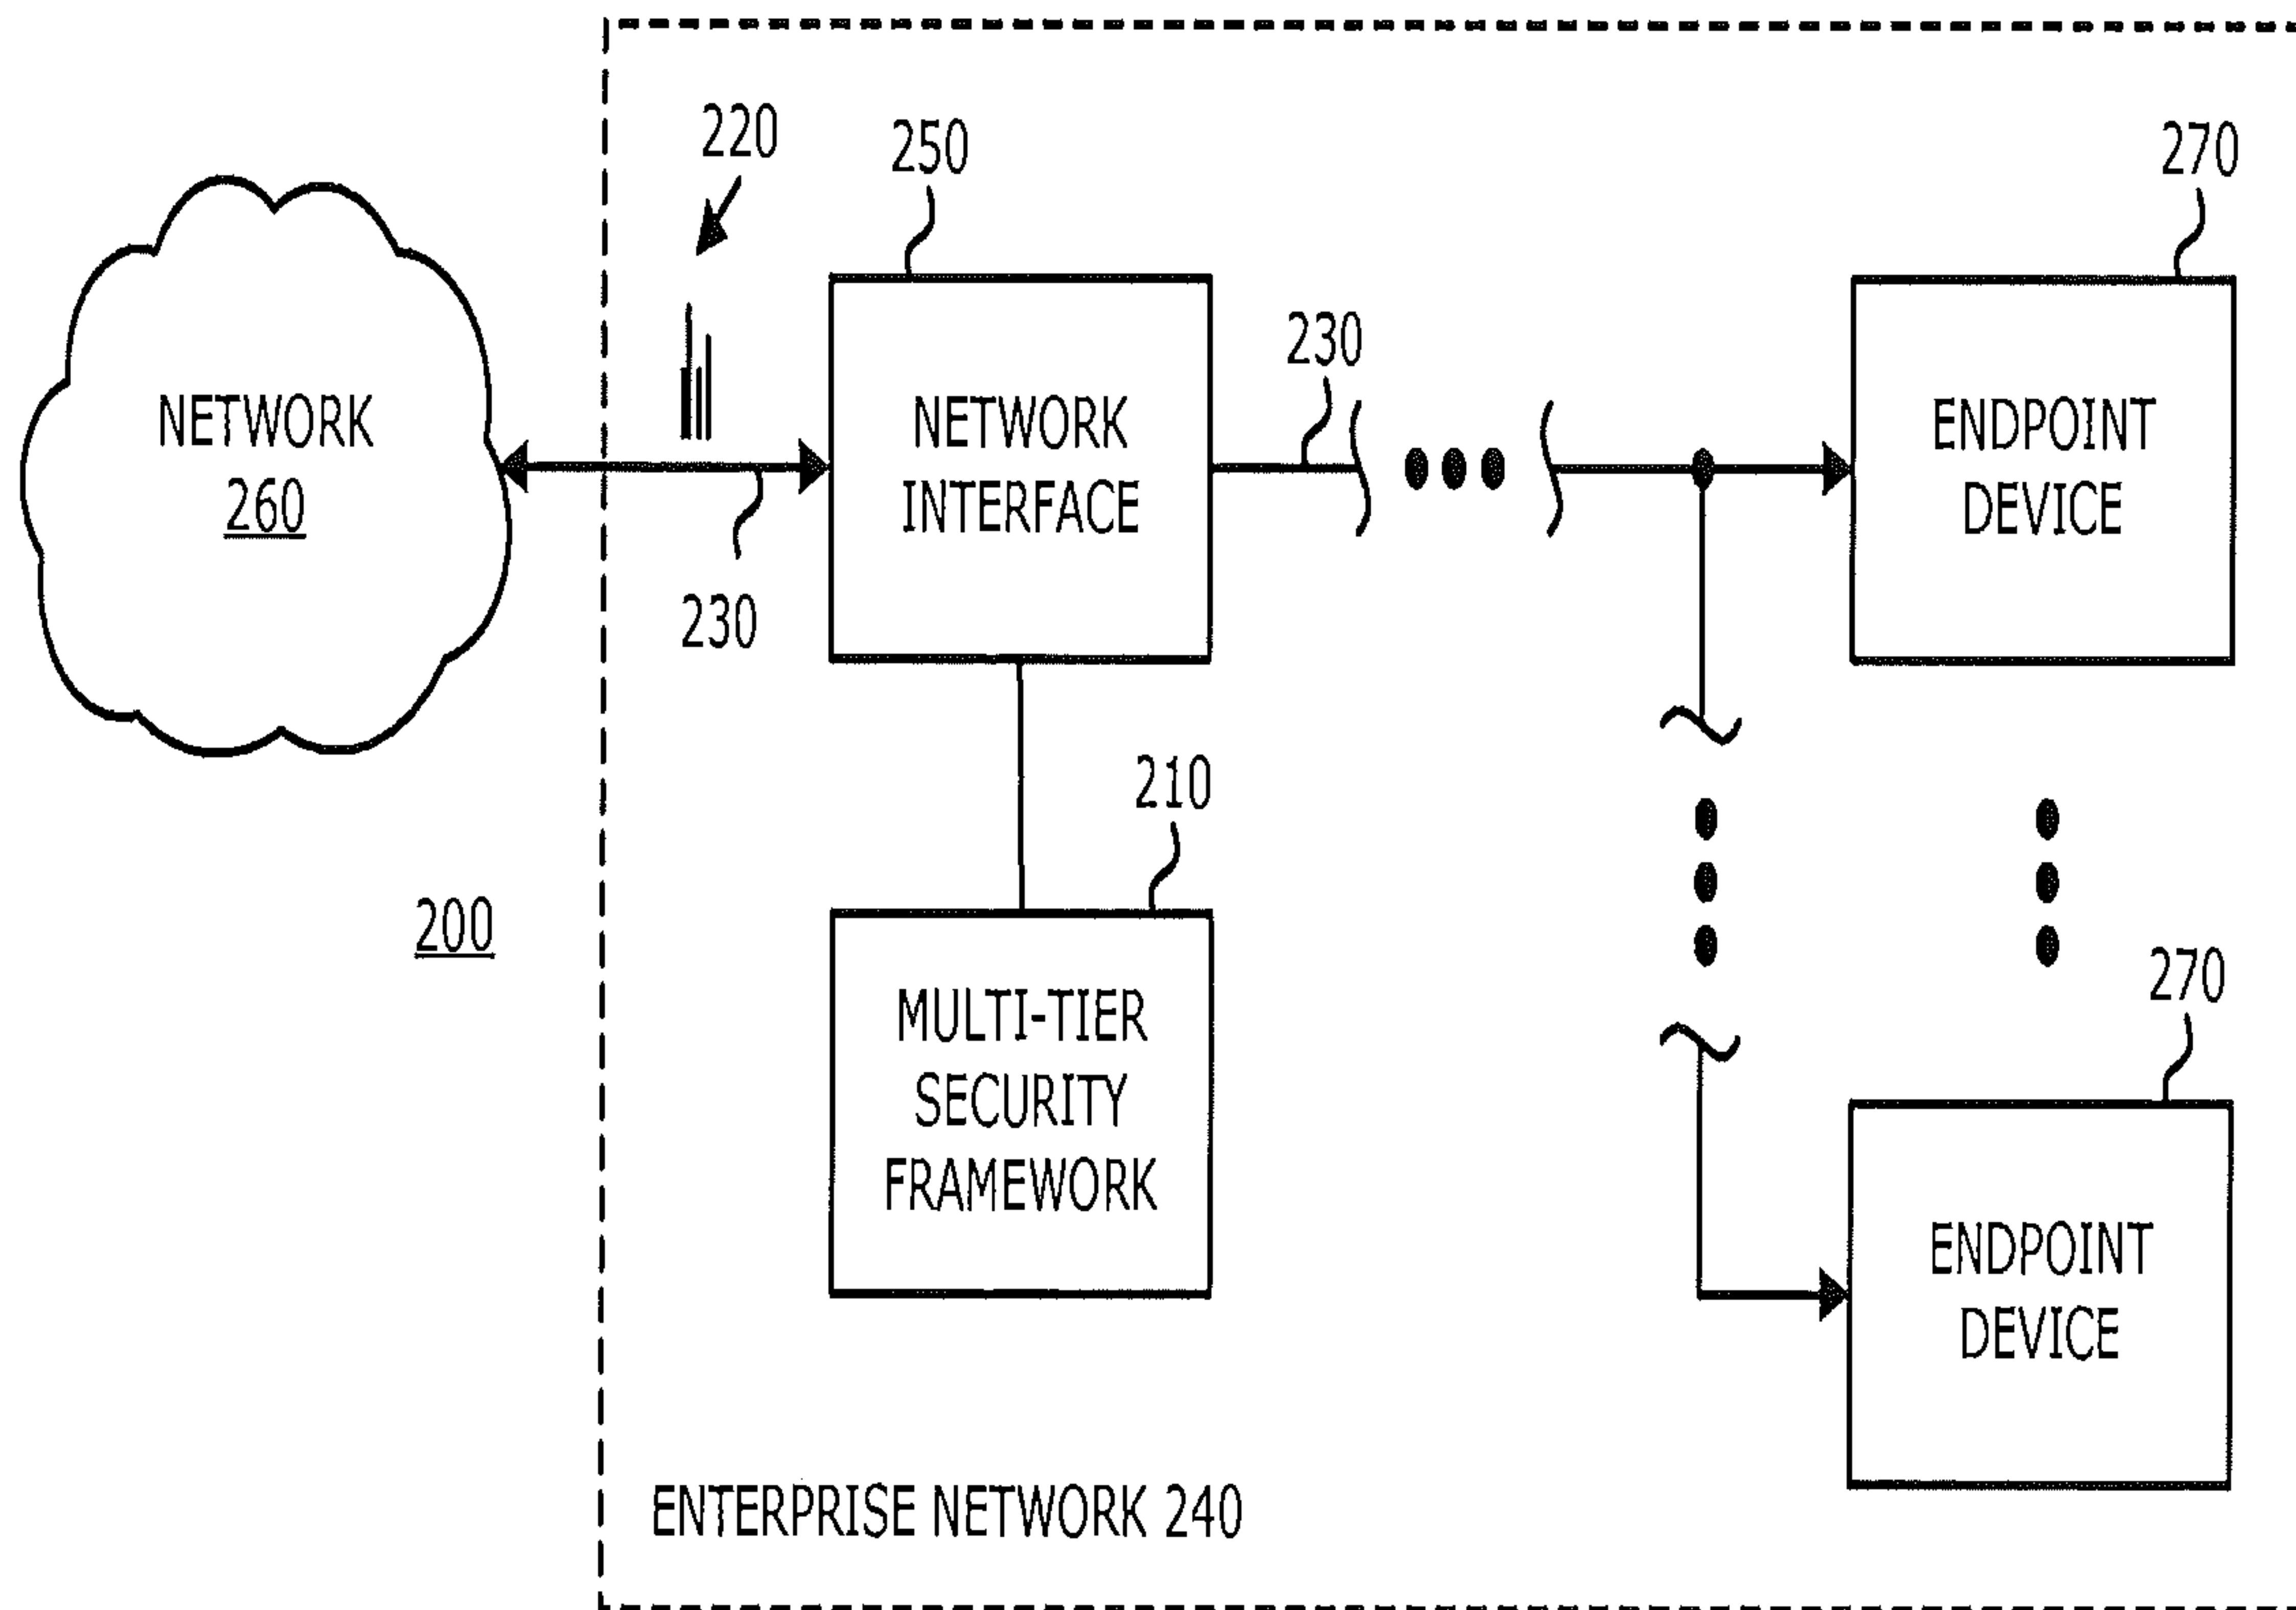 220
250
270
230
NETWORK
260
NETWORK
INTERFACE
ENDPOINT
DEVICE
230
210
200
MULTI-TIER
SECURITY
FRAMEWORK
270
ENDPOINT
DEVICE
ENTERPRISE NETWORK 240